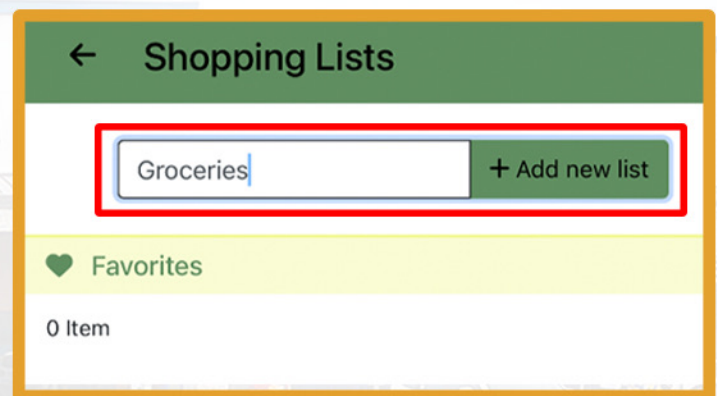 Shopping Lists
Groceries
+ Add new list
Favorites
0 Item